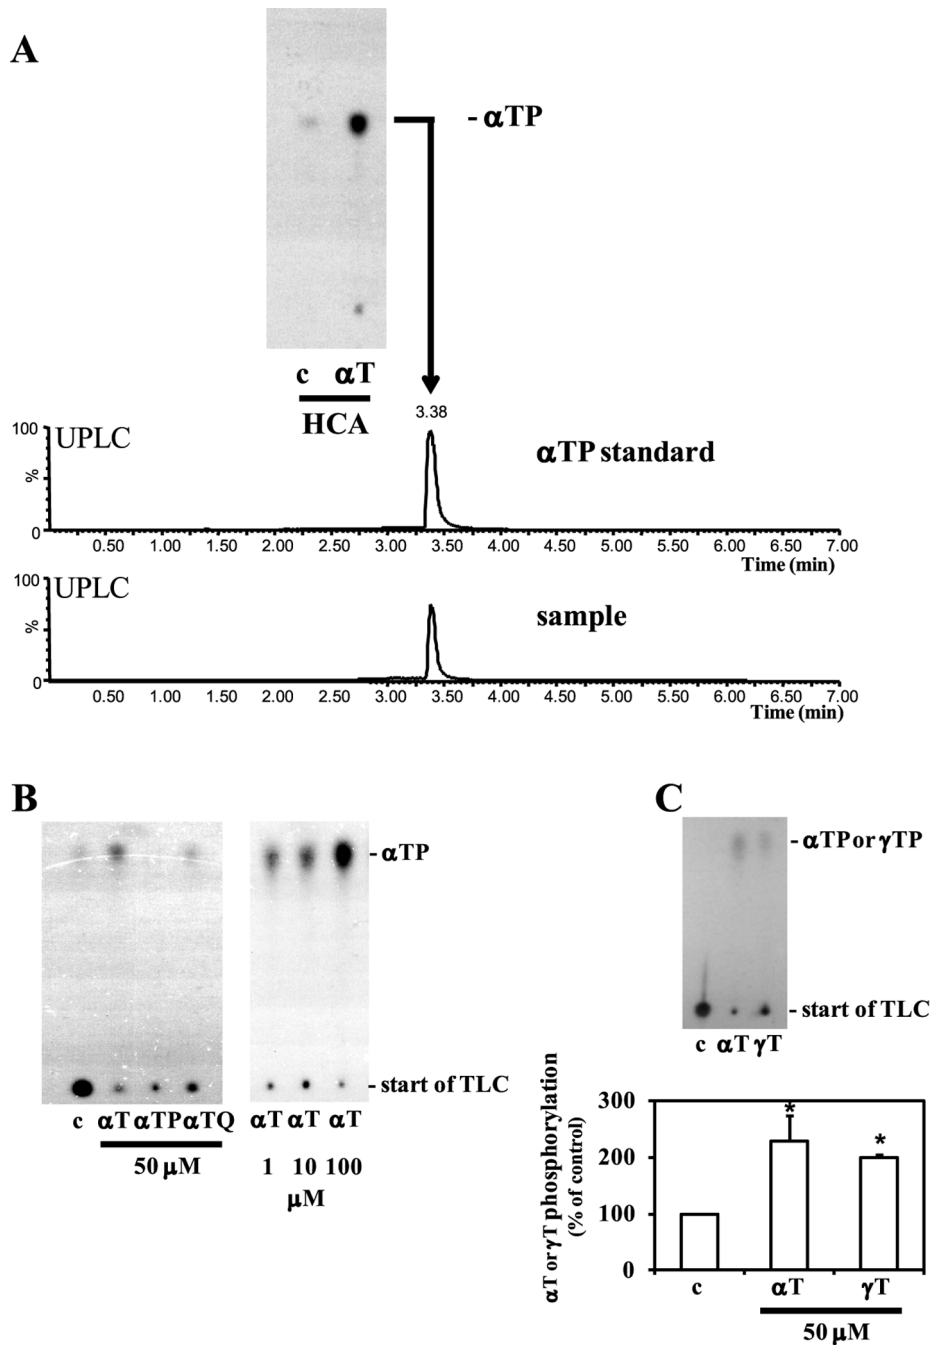 A
- αTP
c αT
HCA
3.38
100
UPLC
αTP standard
%
0
0.50 1.00 1.50 2.00 2.50 3.00 3.50 4.00 4.50 5.00 5.50 6.00 6.50 7.00
Time (min)
100
UPLC
sample
%
0
0.50 1.00 1.50 2.00 2.50 3.00 3.50 4.00 4.50 5.00 5.50 6.00 6.50 7.00
Time (min)
B
- αTP
- start of TLC
c αT αTP αTQ
50 μM
αT αT αT
1 10 100
μM
C
- αTP or γTP
- start of TLC
c αT γT
αT or γT phosphorylation
(% of control)
300
200
100
0
* *
c αT γT
50 μM